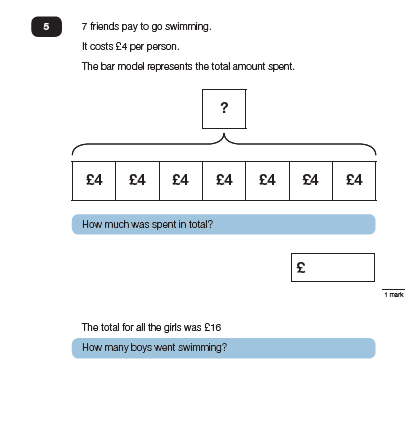 5
7 friends pay to go swimming.
It costs £4 per person.
The bar model represents the total amount spent.
?
£4 £4 £4 £4 £4 £4 £4
How much was spent in total?
£
1 mark
The total for all the girls was £16
How many boys went swimming?